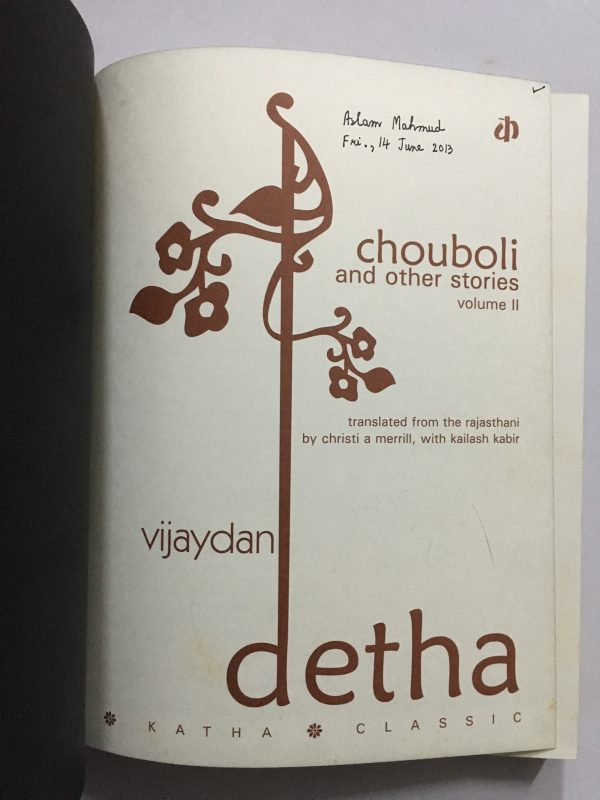 Aslam Mahmud
Fri., 14 June 2013
chouboli
and other stories
volume II
translated from the rajasthani
by christi a merrill, with kailash kabir
vijaydan
detha
KATHA CLASSIC